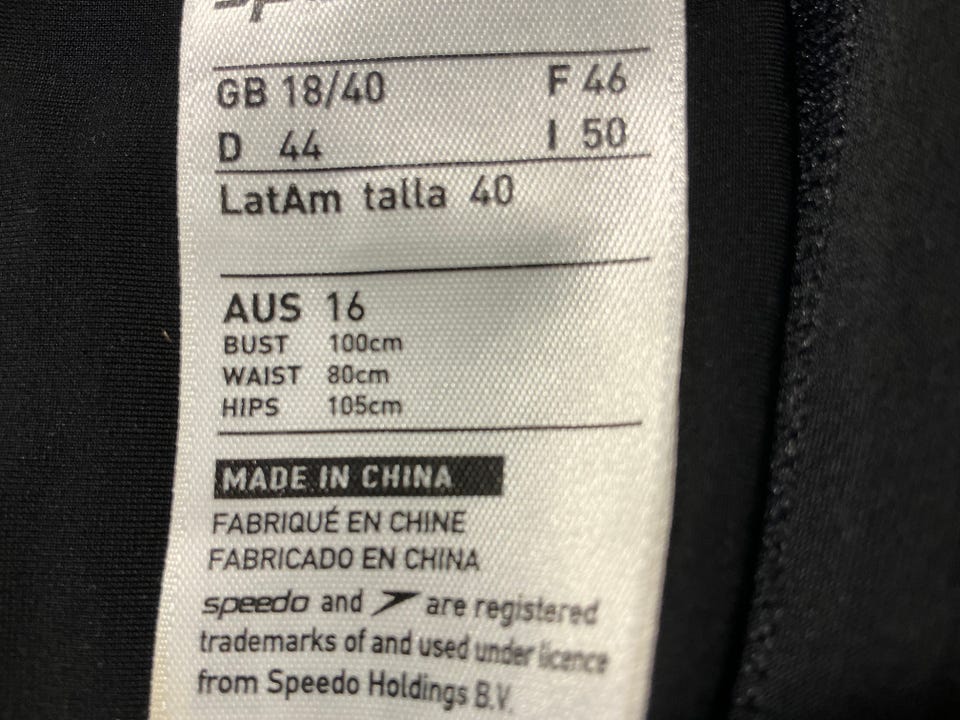 GB 18/40 F 46
D 44 I 50
LatAm talla 40
AUS 16
BUST 100cm
WAIST 80cm
HIPS 105cm
MADE IN CHINA
FABRIQUÉ EN CHINE
FABRICADO EN CHINA
speedo and are registered
trademarks of and used under licence
from Speedo Holdings B.V.